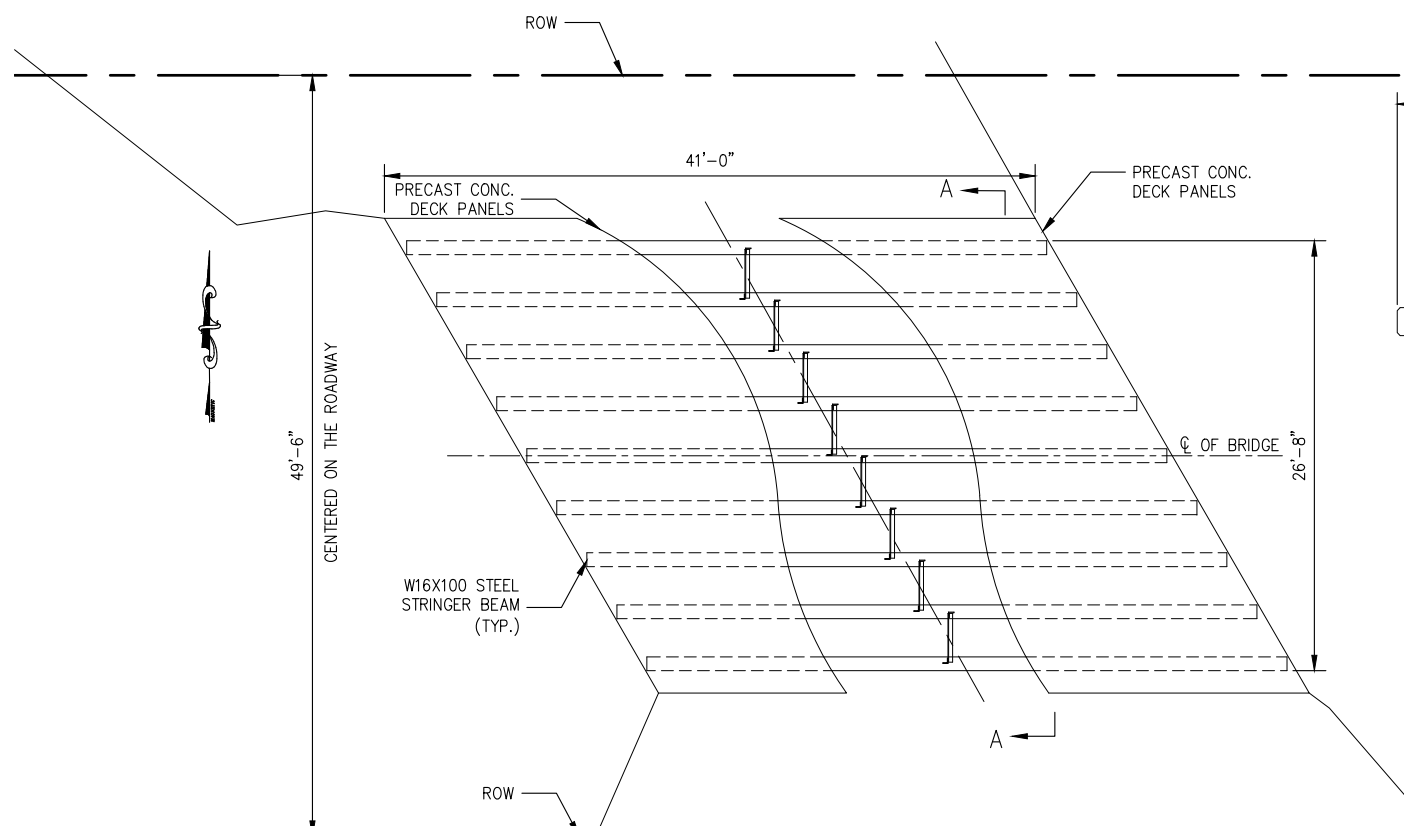 ROW
41'-0"
PRECAST CONC.
DECK PANELS
A
PRECAST CONC.
DECK PANELS
49'-6"
CENTERED ON THE ROADWAY
℄ OF BRIDGE
26'-8"
W16X100 STEEL
STRINGER BEAM
(TYP.)
A
ROW